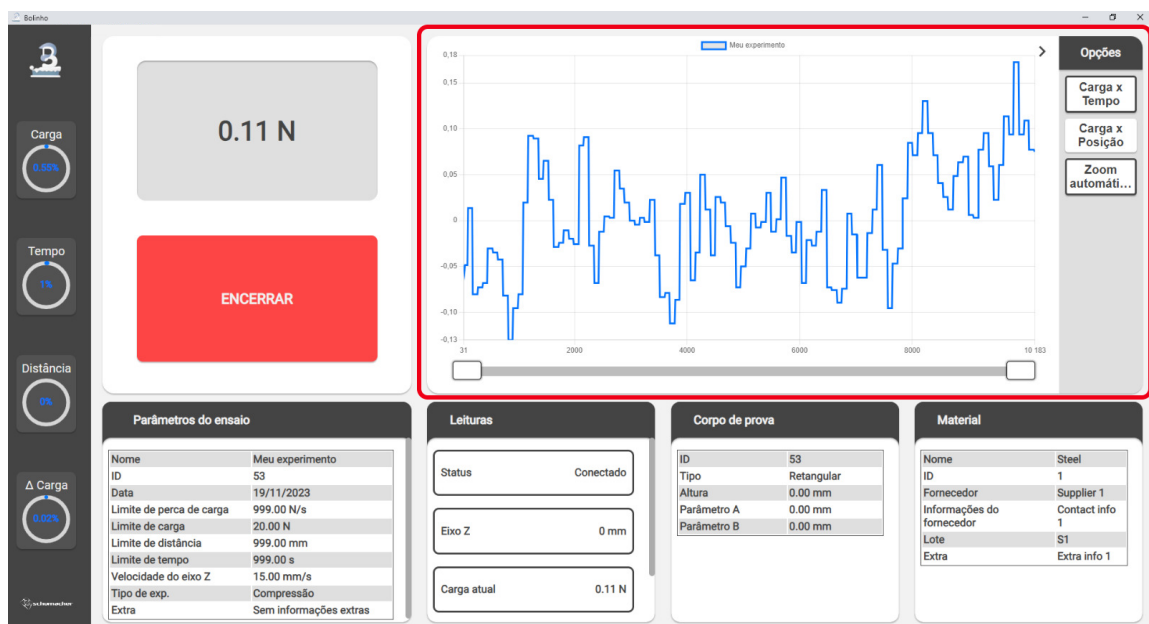 Bolinho
Carga
0.55%
Tempo
1%
Distância
0%
Δ Carga
0.02%
schumacher
0.11 N
ENCERRAR
Meu experimento
0,18
0,15
0,10
0,05
0
-0,05
-0,10
-0,13
31
2000
4000
6000
8000
10 183
Opções
Carga x
Tempo
Carga x
Posição
Zoom
automáti...
Parâmetros do ensaio
Nome Meu experimento
ID 53
Data 19/11/2023
Limite de perca de carga 999.00 N/s
Limite de carga 20.00 N
Limite de distância 999.00 mm
Limite de tempo 999.00 s
Velocidade do eixo Z 15.00 mm/s
Tipo de exp. Compressão
Extra Sem informações extras
Leituras
Status Conectado
Eixo Z 0 mm
Carga atual 0.11 N
Corpo de prova
ID 53
Tipo Retangular
Altura 0.00 mm
Parâmetro A 0.00 mm
Parâmetro B 0.00 mm
Material
Nome Steel
ID 1
Fornecedor Supplier 1
Informações do Contact info
fornecedor 1
Lote S1
Extra Extra info 1